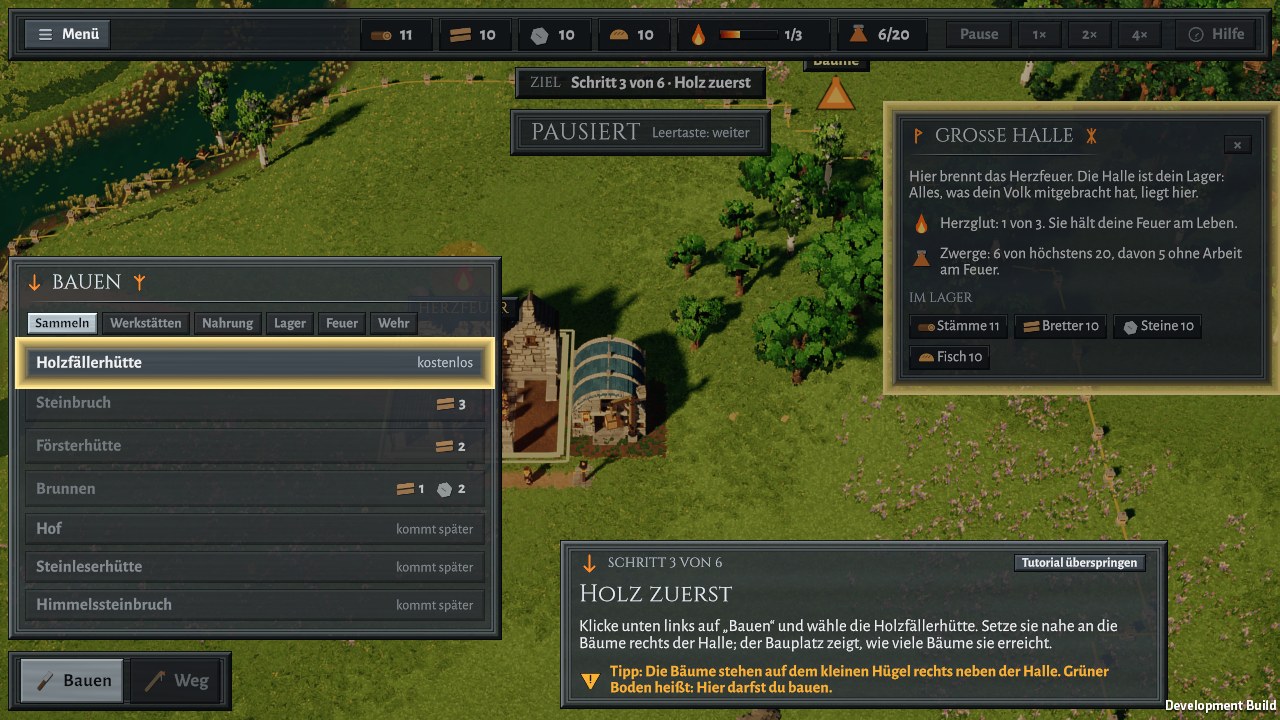 Menü
11
10
10
10
1/3
6/20
Pause
1×
2×
4×
Hilfe
Bäume
ZIEL Schritt 3 von 6 · Holz zuerst
PAUSIERT Leertaste: weiter
GROSSE HALLE
×
Hier brennt das Herzfeuer. Die Halle ist dein Lager:
Alles, was dein Volk mitgebracht hat, liegt hier.
Herzglut: 1 von 3. Sie hält deine Feuer am Leben.
Zwerge: 6 von höchstens 20, davon 5 ohne Arbeit
am Feuer.
IM LAGER
Stämme 11
Bretter 10
Steine 10
Fisch 10
HERZFEUER
BAUEN
Sammeln
Werkstätten
Nahrung
Lager
Feuer
Wehr
Holzfällerhütte kostenlos
Steinbruch 3
Försterhütte 2
Brunnen 1 2
Hof kommt später
Steinleserhütte kommt später
Himmelssteinbruch kommt später
Bauen
Weg
SCHRITT 3 VON 6
Tutorial überspringen
HOLZ ZUERST
Klicke unten links auf „Bauen“ und wähle die Holzfällerhütte. Setze sie nahe an die
Bäume rechts der Halle; der Bauplatz zeigt, wie viele Bäume sie erreicht.
Tipp: Die Bäume stehen auf dem kleinen Hügel rechts neben der Halle. Grüner
Boden heißt: Hier darfst du bauen.
Development Build